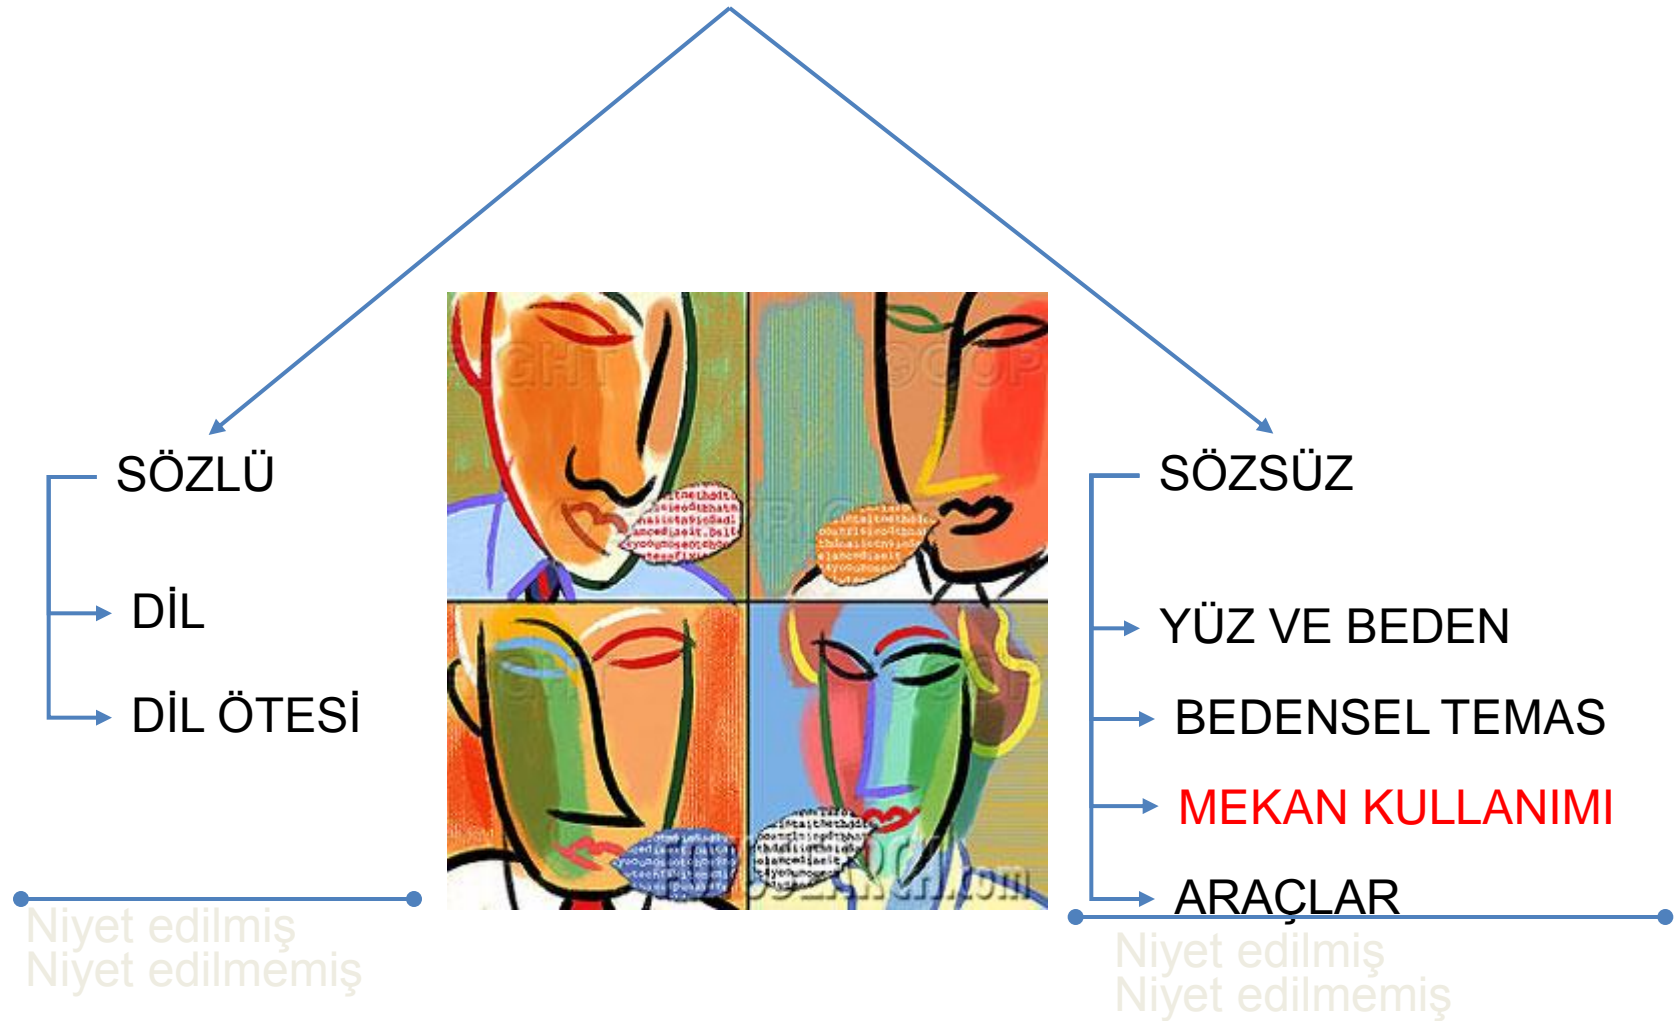 SÖZLÜ
DİL
DİL ÖTESİ
Niyet edilmiş
Niyet edilmemiş
SÖZSÜZ
YÜZ VE BEDEN
BEDENSEL TEMAS
MEKAN KULLANIMI
ARAÇLAR
Niyet edilmiş
Niyet edilmemiş